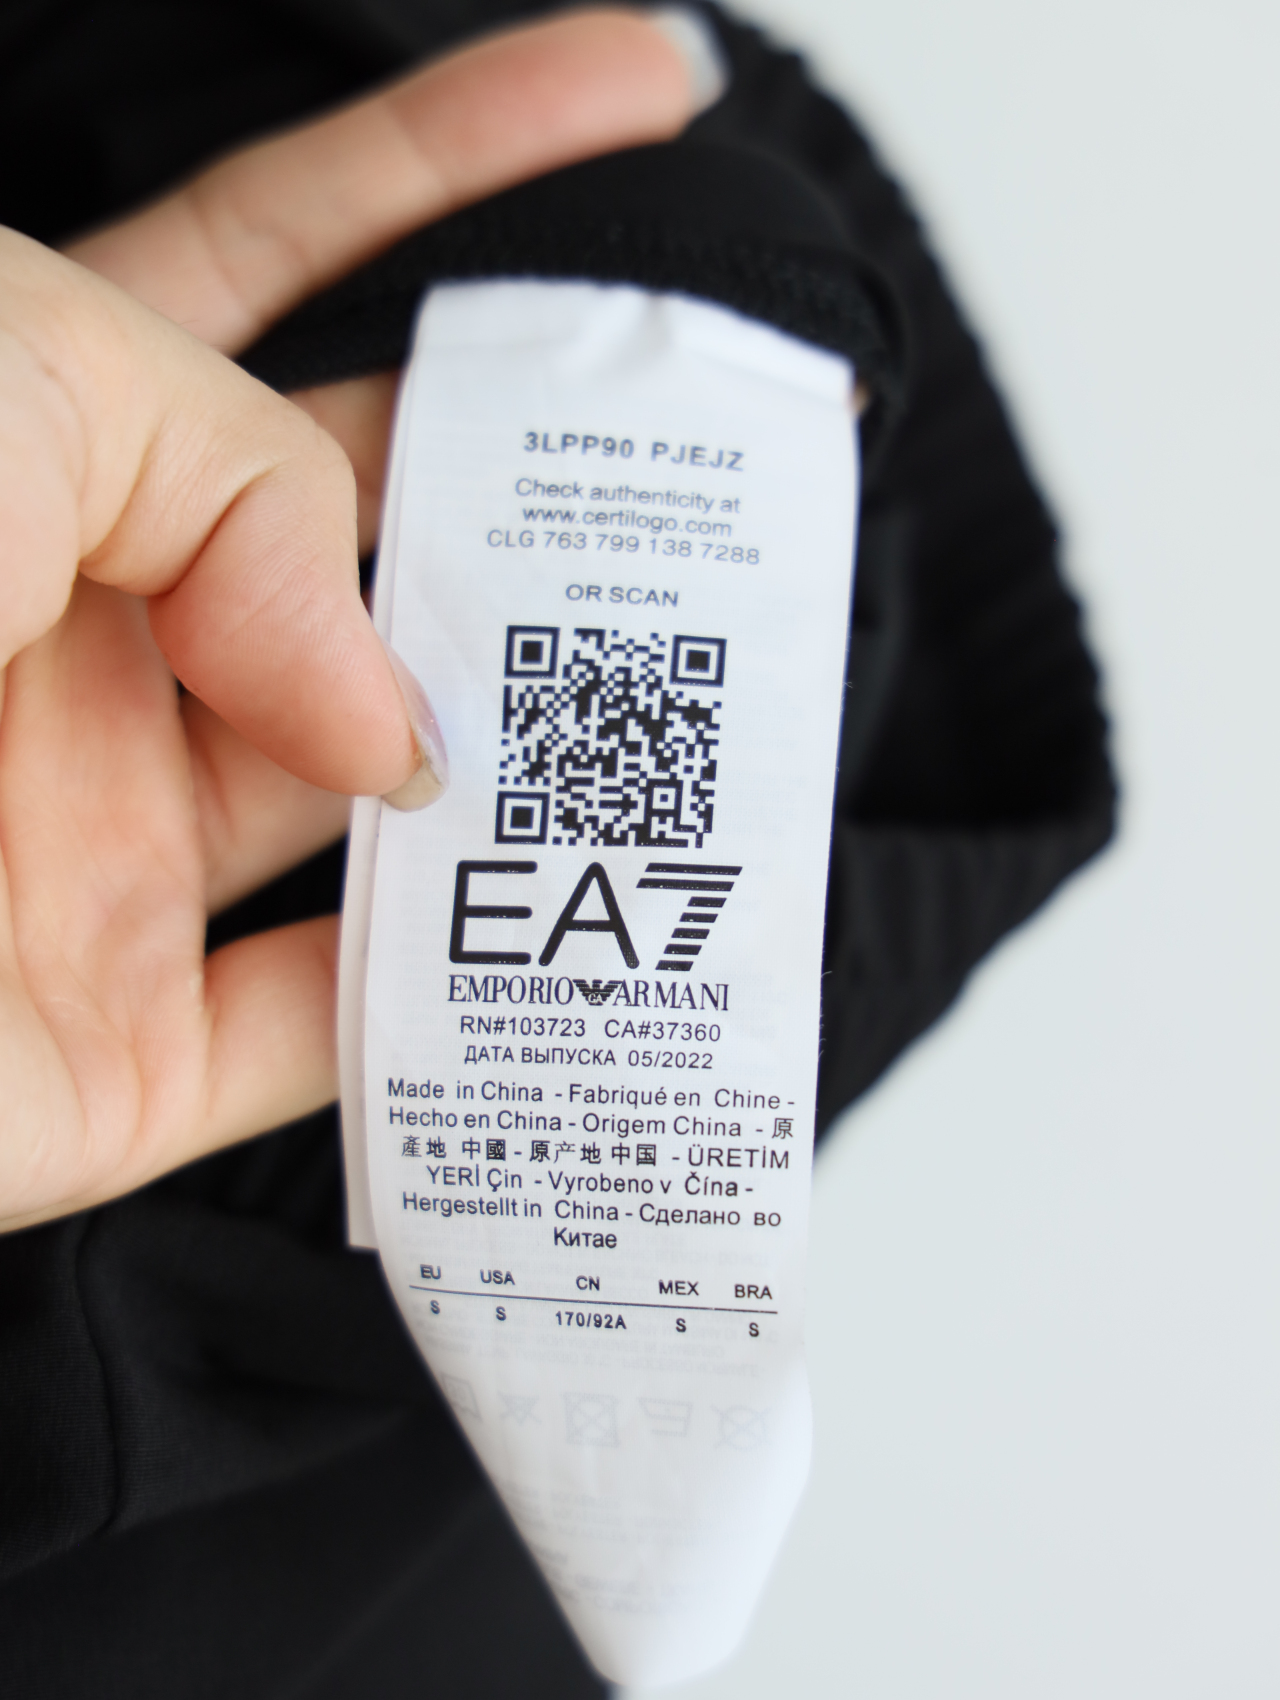 3LPP90 PJEJZ
Check authenticity at
www.certilogo.com
CLG 763 799 138 7288
OR SCAN
EA7
EMPORIO ARMANI
RN#103723 CA#37360
ДАТА ВЫПУСКА 05/2022
Made in China - Fabriqué en Chine -
Hecho en China - Origem China - 原
產地 中國 - 原产地 中国 - ÜRETİM
YERİ Çin - Vyrobeno v Čína -
Hergestellt in China - Сделано во
Китае
EU USA CN MEX BRA
S S 170/92A S S